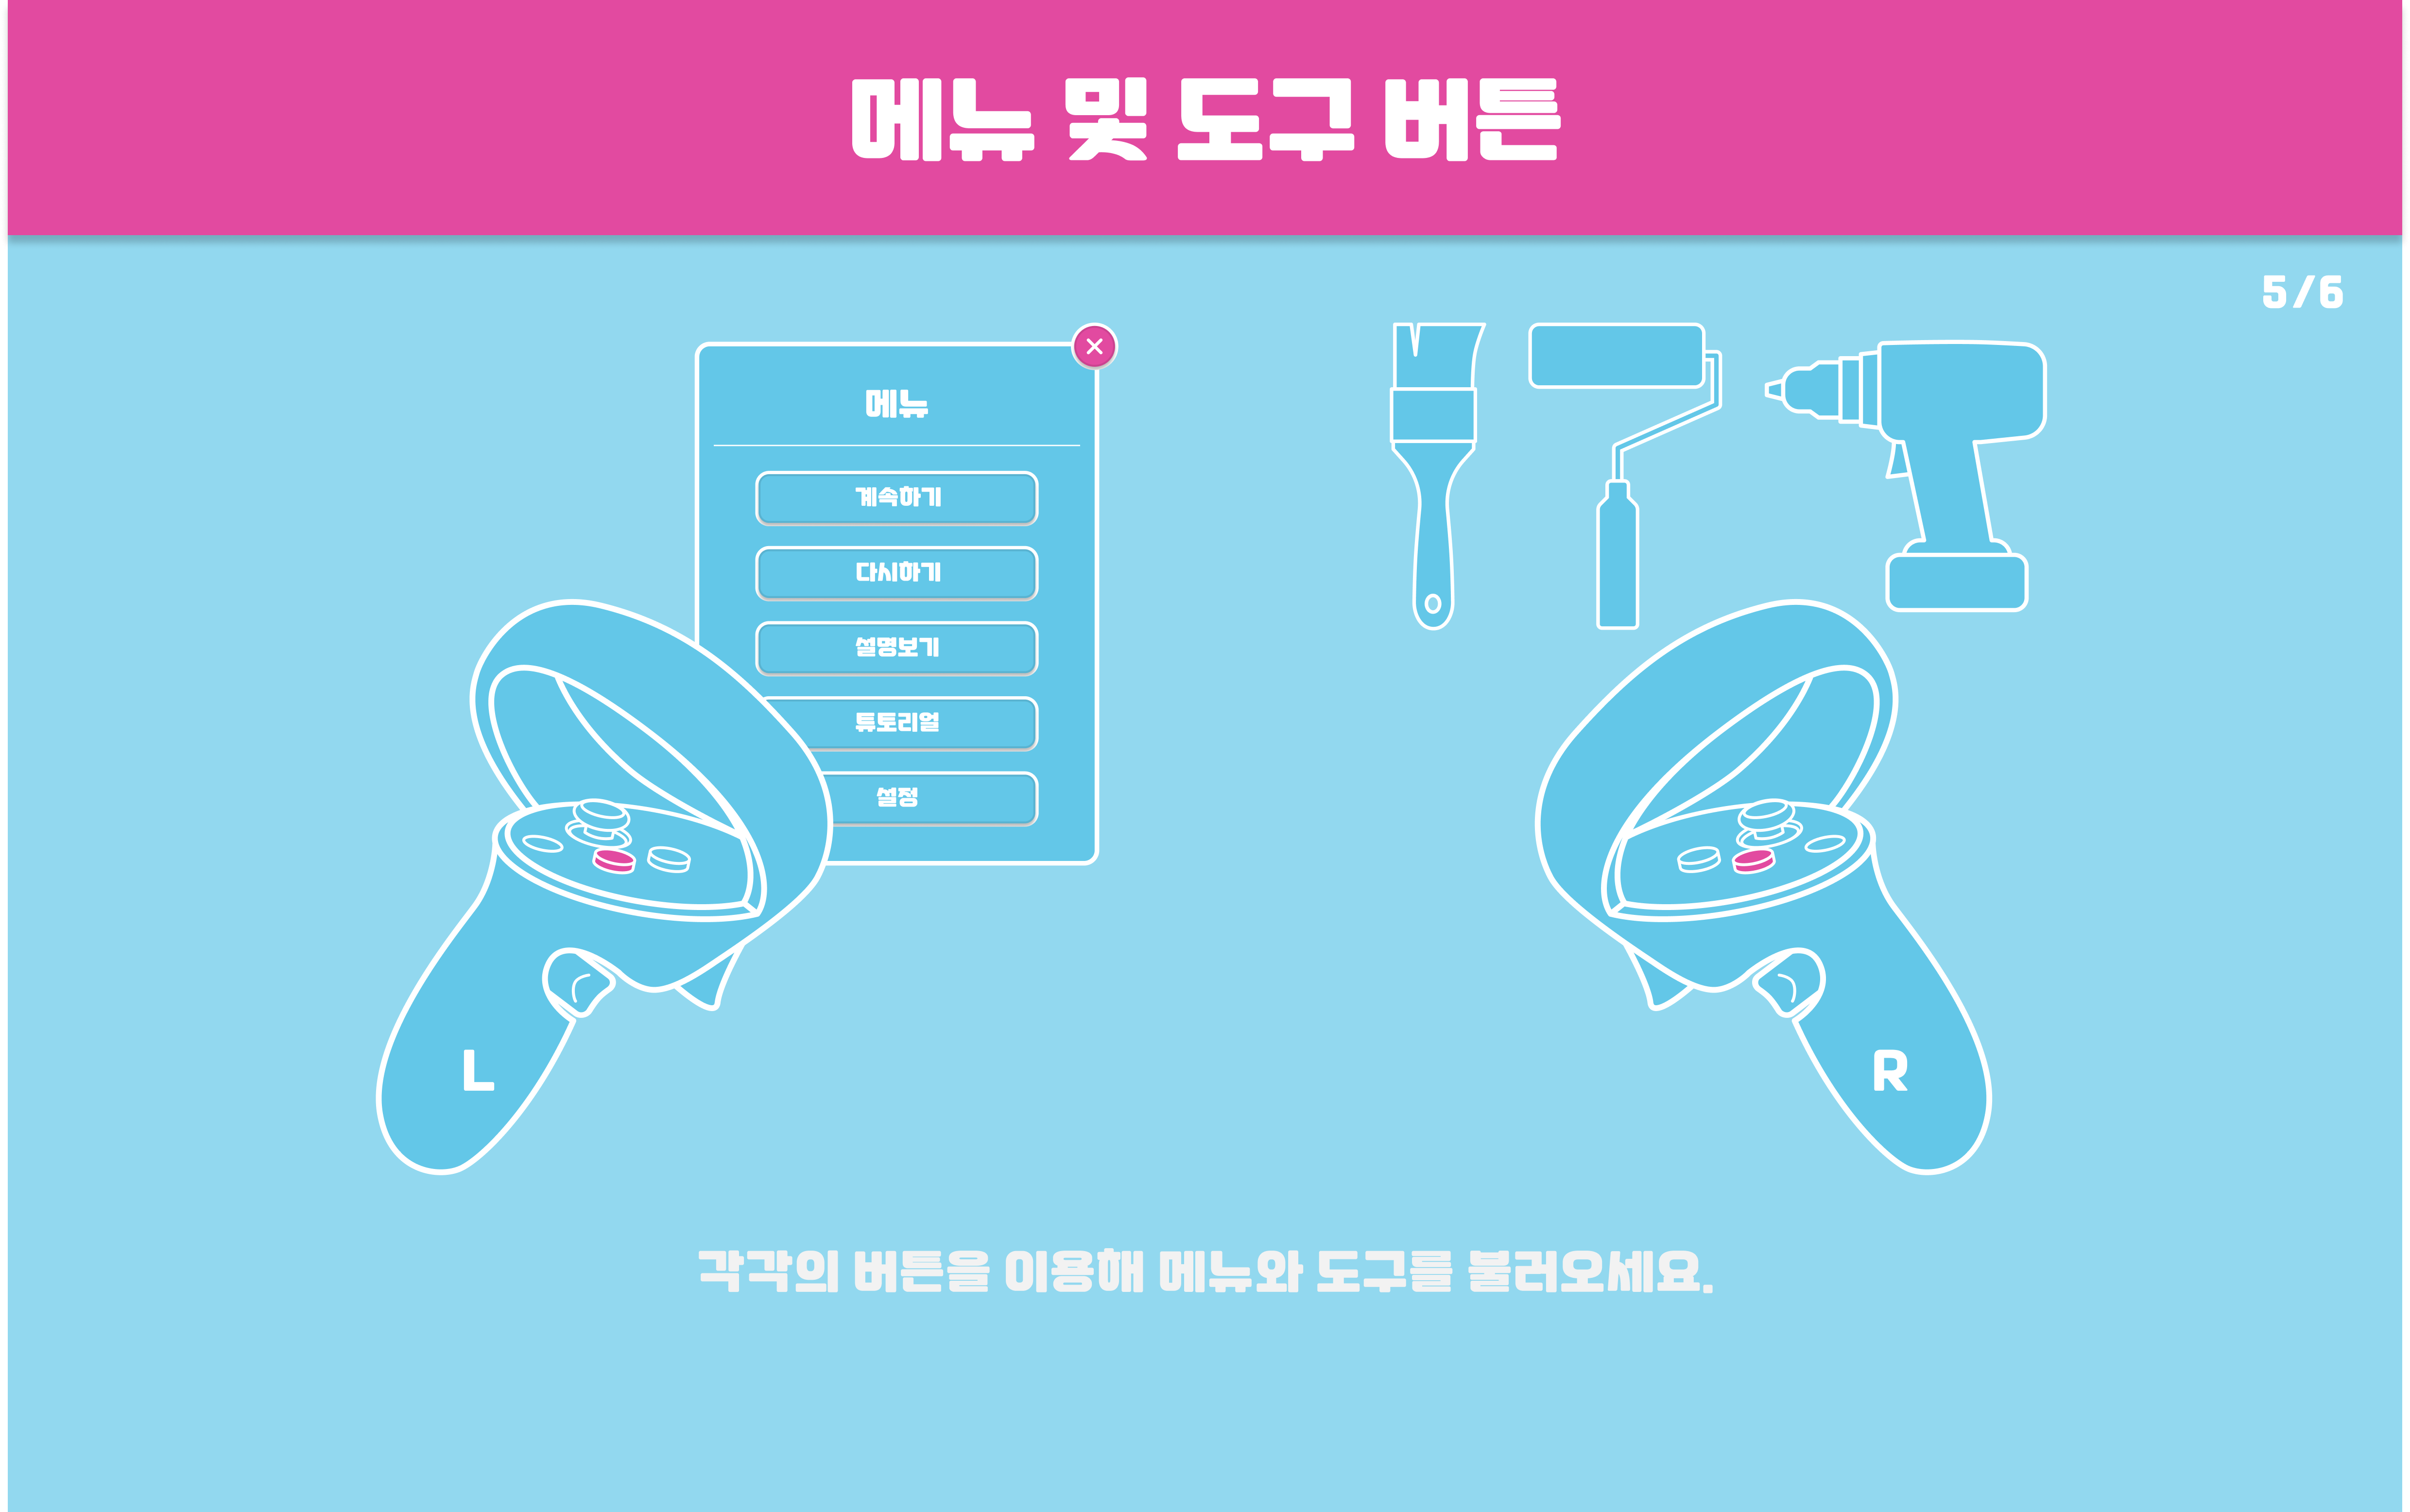 메뉴 및 도구 버튼
5/6
메뉴
계속하기
다시하기
설명보기
튜토리얼
설정
L
R
각각의 버튼을 이용해 메뉴와 도구를 불러오세요.